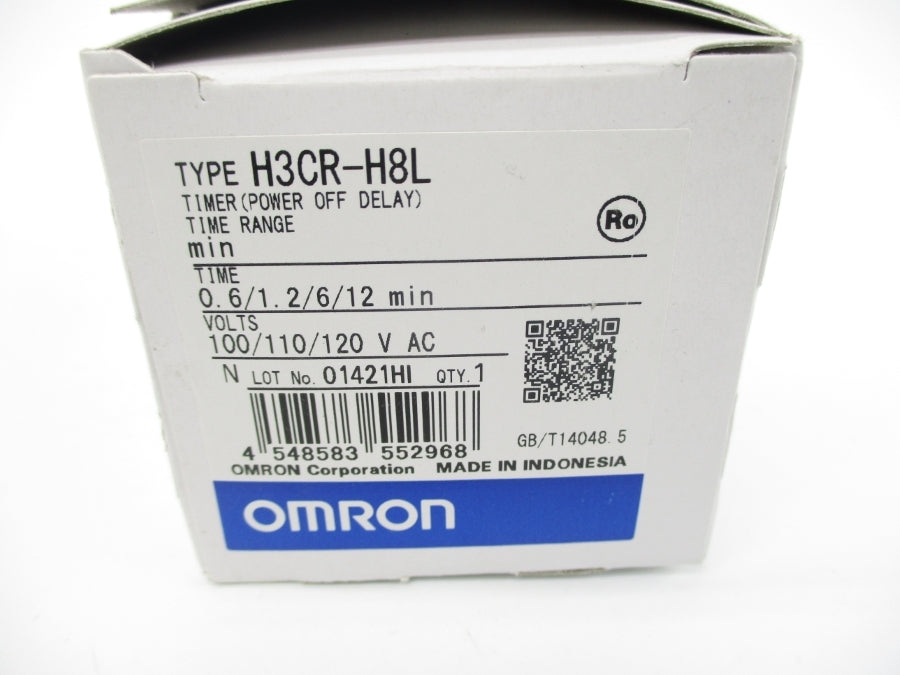 TYPE H3CR-H8L
TIMER(POWER OFF DELAY)
TIME RANGE
Ro
min
TIME
0.6/1.2/6/12 min
VOLTS
100/110/120 V AC
N LOT No. 01421HI QTY.1
4 548583 552968
GB/T14048.5
OMRON Corporation MADE IN INDONESIA
OMRON